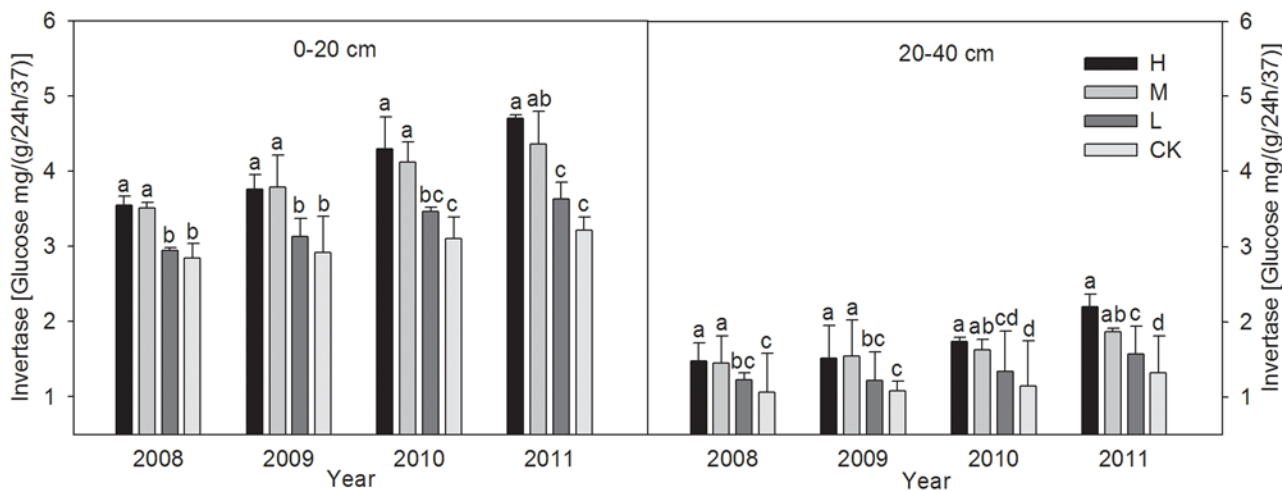 6
5
4
3
2
1
Invertase [Glucose mg/(g/24h/37)]
0-20 cm
a a b b
a a b b
a a bc c
a ab c c
2008 2009 2010 2011
Year
20-40 cm
H
M
L
CK
a a bc c
a a bc c
a ab cd d
a ab c d
2008 2009 2010 2011
Year
6
5
4
3
2
1
Invertase [Glucose mg/(g/24h/37)]